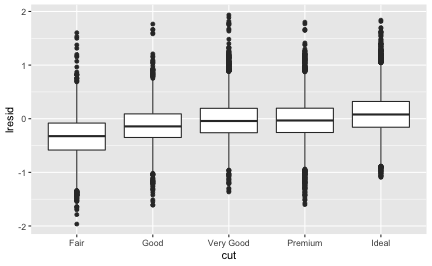 2
1
0
-1
-2
lresid
Fair
Good
Very Good
Premium
Ideal
cut